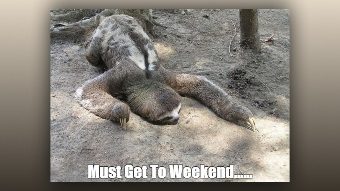 Must Get To Weekend......